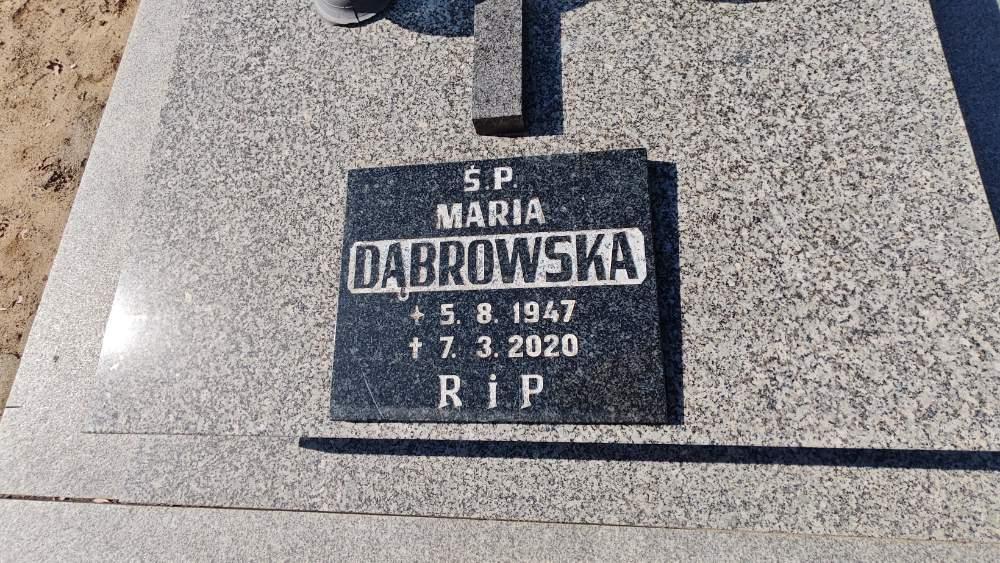 Ś.P.
MARIA
DĄBROWSKA
✦ 5. 8. 1947
✝ 7. 3. 2020
R i P